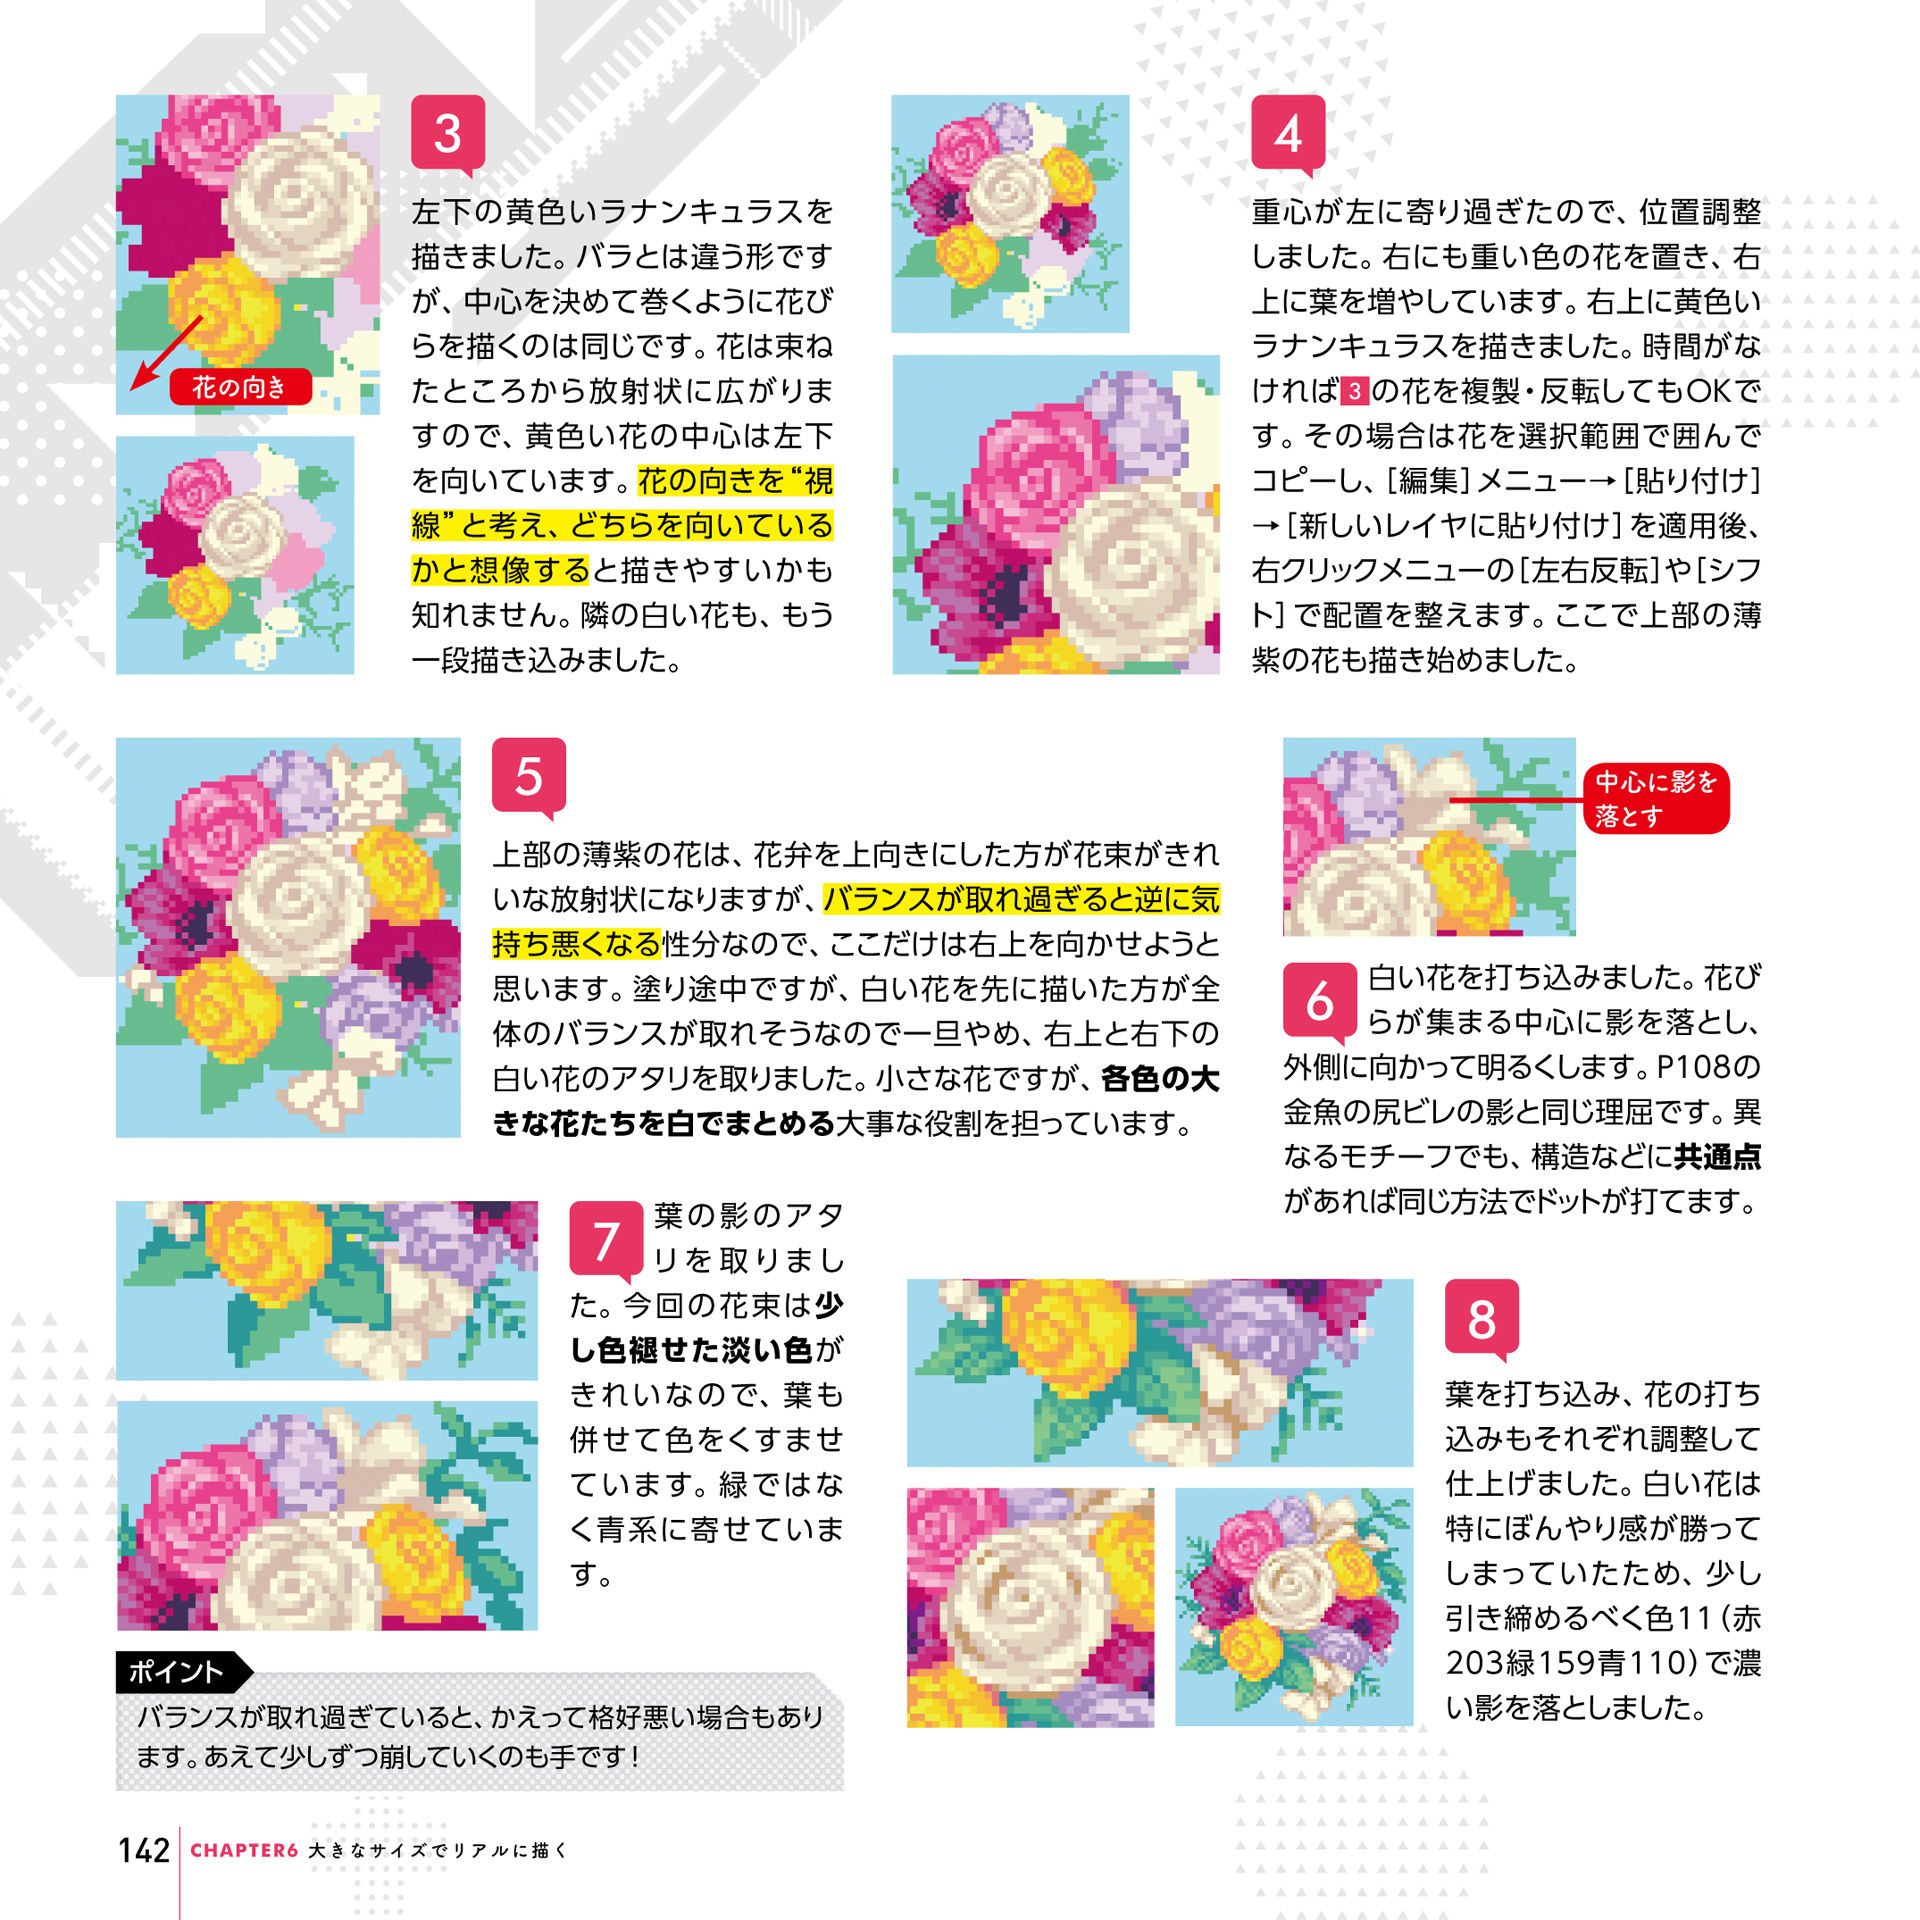 3
左下の黄色いラナンキュラスを
描きました。バラとは違う形です
が、中心を決めて巻くように花び
らを描くのは同じです。花は束ね
たところから放射状に広がりま
すので、黄色い花の中心は左下
を向いています。花の向きを“視
線”と考え、どちらを向いている
かと想像すると描きやすいかも
知れません。隣の白い花も、もう
一段描き込みました。
花の向き
4
重心が左に寄り過ぎたので、位置調整
しました。右にも重い色の花を置き、右
上に葉を増やしています。右上に黄色い
ラナンキュラスを描きました。時間がな
ければ3の花を複製・反転してもOKで
す。その場合は花を選択範囲で囲んで
コピーし、［編集］メニュー→［貼り付け］
→［新しいレイヤに貼り付け］を適用後、
右クリックメニューの［左右反転］や［シフ
ト］で配置を整えます。ここで上部の薄
紫の花も描き始めました。
5
上部の薄紫の花は、花弁を上向きにした方が花束がきれ
いな放射状になりますが、バランスが取れ過ぎると逆に気
持ち悪くなる性分なので、ここだけは右上を向かせようと
思います。塗り途中ですが、白い花を先に描いた方が全
体のバランスが取れそうなので一旦やめ、右上と右下の
白い花のアタリを取りました。小さな花ですが、各色の大
きな花たちを白でまとめる大事な役割を担っています。
中心に影を
落とす
6
白い花を打ち込みました。花び
らが集まる中心に影を落とし、
外側に向かって明るくします。P108の
金魚の尻ビレの影と同じ理屈です。異
なるモチーフでも、構造などに共通点
があれば同じ方法でドットが打てます。
7
葉の影のアタ
リを取りまし
た。今回の花束は少
し色褪せた淡い色が
きれいなので、葉も
併せて色をくすませ
ています。緑ではな
く青系に寄せていま
す。
8
葉を打ち込み、花の打ち
込みもそれぞれ調整して
仕上げました。白い花は
特にぼんやり感が勝って
しまっていたため、少し
引き締めるべく色11（赤
203緑159青110）で濃
い影を落としました。
ポイント
バランスが取れ過ぎていると、かえって格好悪い場合もあり
ます。あえて少しずつ崩していくのも手です！
142 CHAPTER6 大きなサイズでリアルに描く